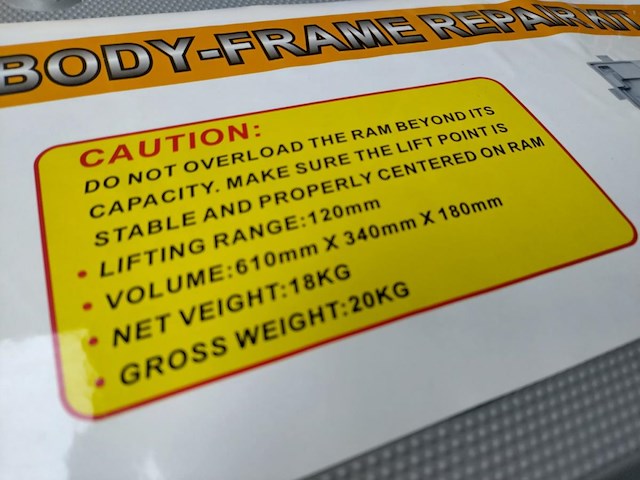 BODY-FRAME REPAIR KIT
CAUTION:
DO NOT OVERLOAD THE RAM BEYOND ITS
CAPACITY. MAKE SURE THE LIFT POINT IS
STABLE AND PROPERLY CENTERED ON RAM
• LIFTING RANGE:120mm
• VOLUME:610mm X 340mm X 180mm
• NET VEIGHT:18KG
• GROSS WEIGHT:20KG